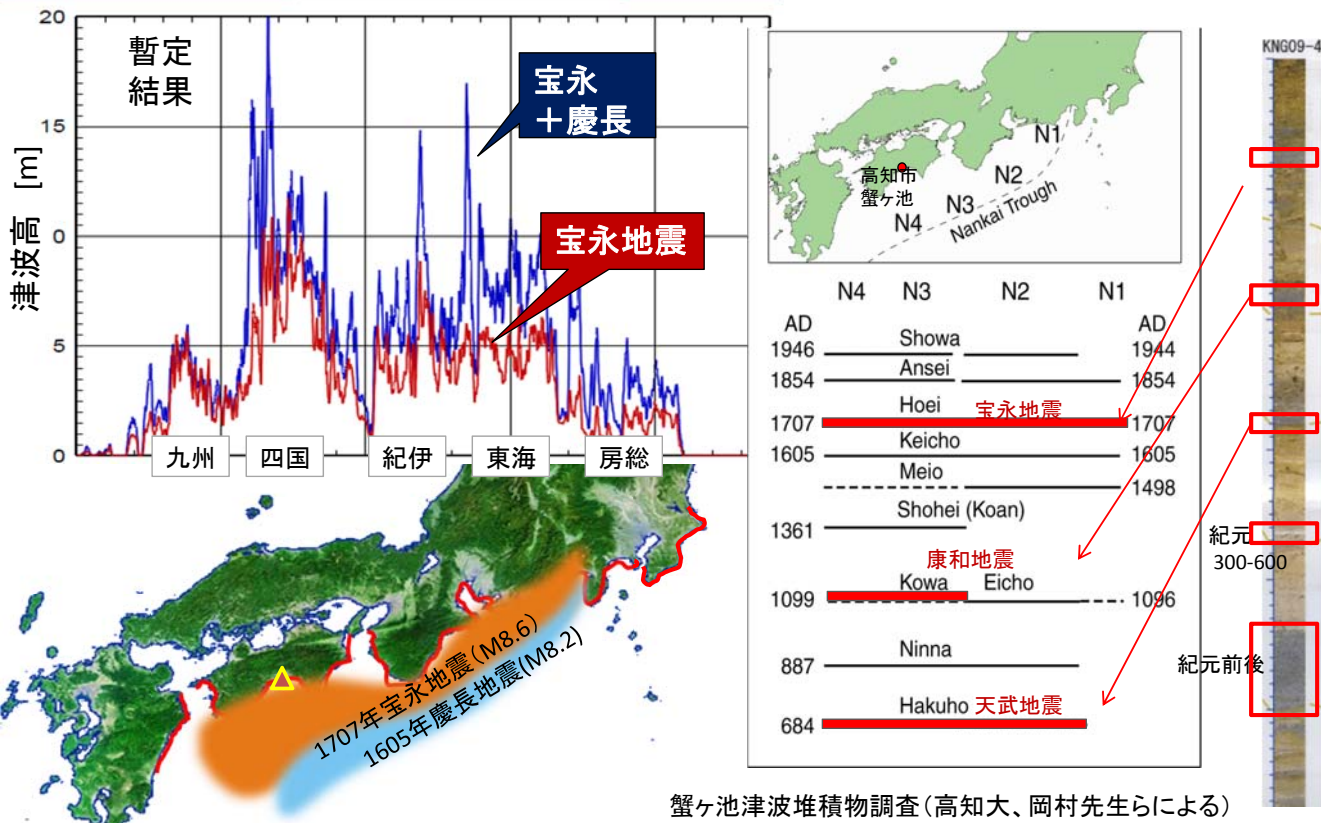 20
15
0
5
0
津波高 [m]
暫定
結果
宝永
＋慶長
宝永地震
九州
四国
紀伊
東海
房総
1707年宝永地震(M8.6)
1605年慶長地震(M8.2)
高知市
蟹ヶ池
N1
N2
N3
N4
Nankai Trough
N4 N3 N2 N1
AD AD
Showa
1946 1944
Ansei
1854 1854
Hoei 宝永地震
1707 1707
Keicho
1605 1605
Meio
1498
Shohei (Koan)
1361
康和地震
Kowa Eicho
1099 1096
Ninna
887
Hakuho 天武地震
684
KNG09-4
紀元
300-600
紀元前後
蟹ヶ池津波堆積物調査（高知大、岡村先生らによる）